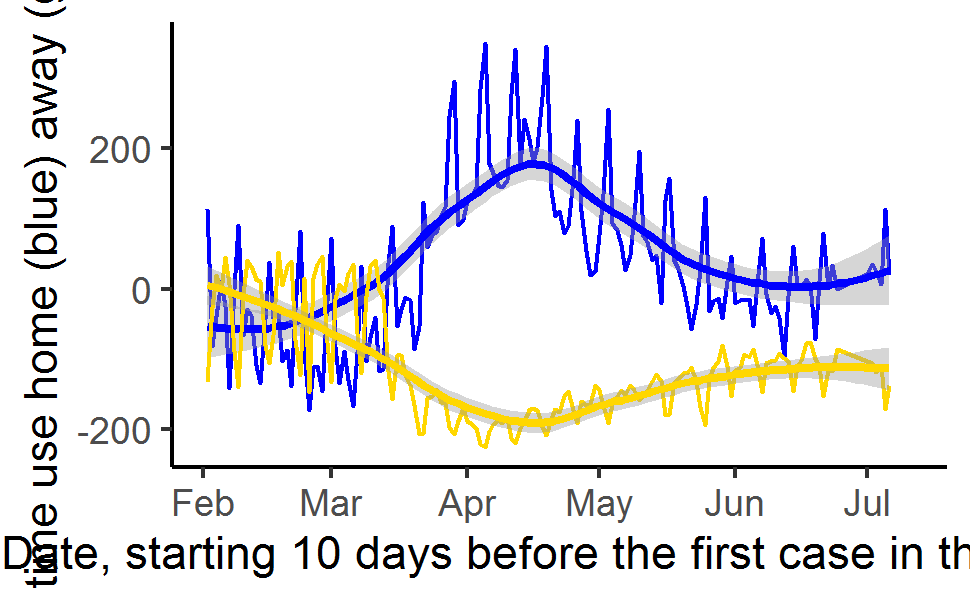 time use home (blue) away (
200
0
-200
Feb Mar Apr May Jun Jul
Date, starting 10 days before the first case in th